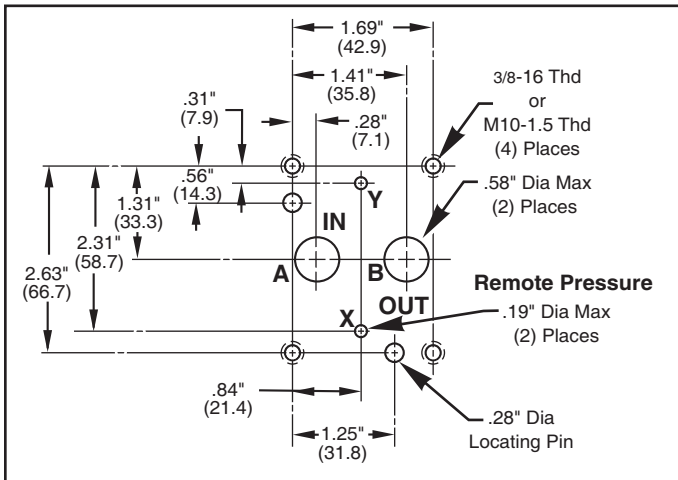 1.69"
(42.9)
1.41"
(35.8)
.31"
(7.9)
.28"
(7.1)
3/8-16 Thd
or
M10-1.5 Thd
(4) Places
.56"
(14.3)
Y
.58" Dia Max
(2) Places
1.31"
(33.3)
IN
2.31"
(58.7)
A
B
2.63"
(66.7)
OUT
Remote Pressure
X
.19" Dia Max
(2) Places
.84"
(21.4)
.28" Dia
Locating Pin
1.25"
(31.8)